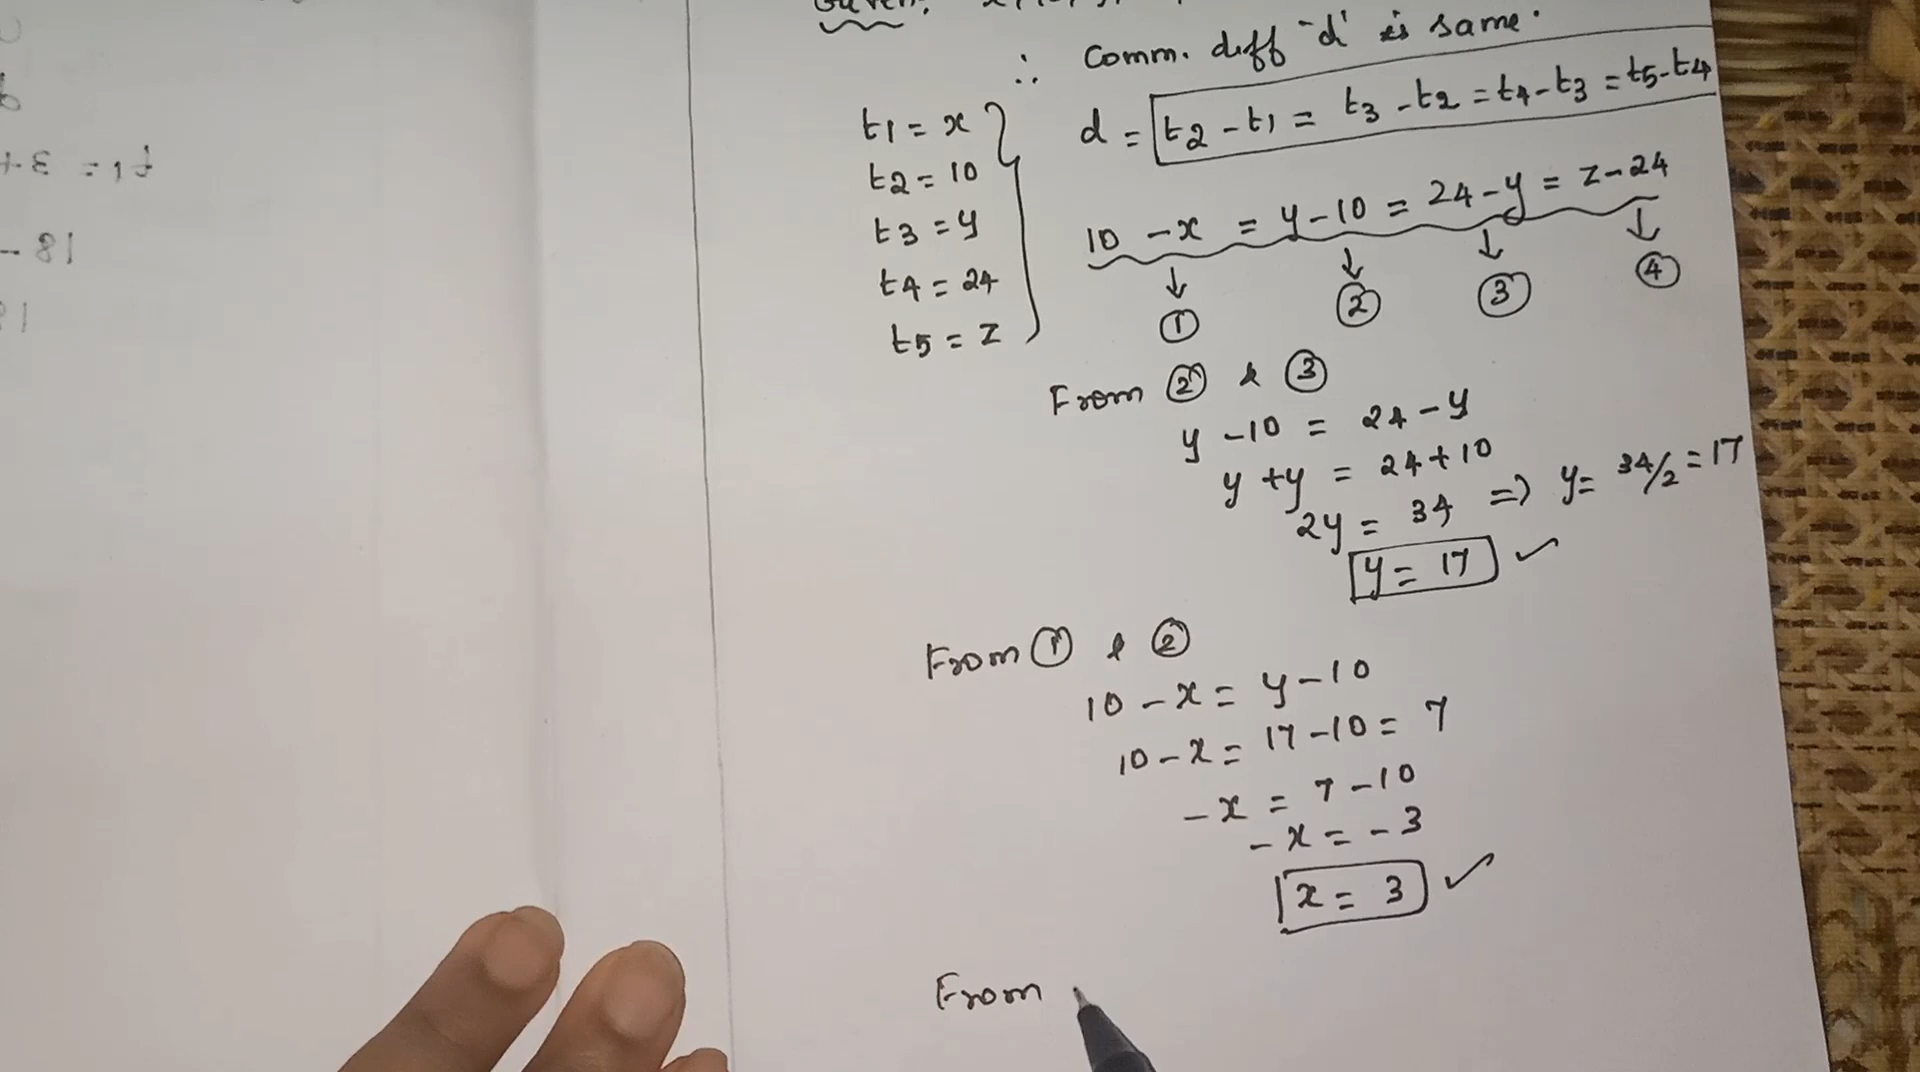 ∴ Comm. diff "d' is same.
t1 = x
t2 = 10
t3 = y
t4 = 24
t5 = z
d = t2 - t1 = t3 - t2 = t4 - t3 = t5 - t4
10 - x = y - 10 = 24 - y = z - 24
① ② ③ ④
From ② & ③
y - 10 = 24 - y
y + y = 24 + 10
2y = 34 => y = 34/2 = 17
y = 17 ✓
From ① & ②
10 - x = y - 10
10 - x = 17 - 10 = 7
- x = 7 - 10
- x = - 3
x = 3 ✓
From